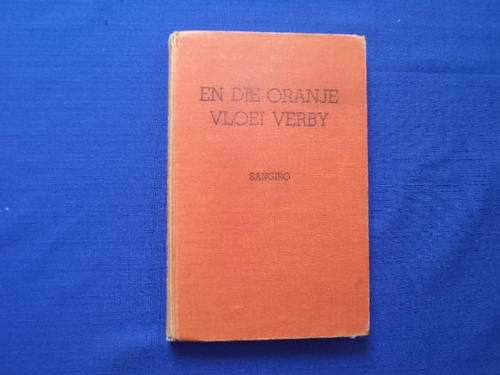 EN DIE ORANJE
VLOEI VERBY
SANGIRO